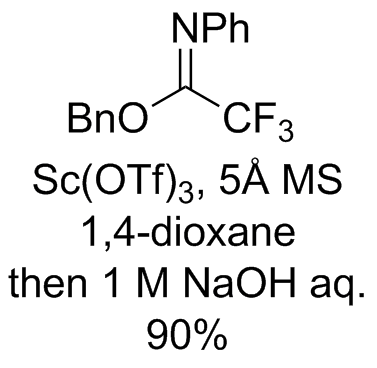 NPh
BnO CF₃
Sc(OTf)₃, 5Å MS
1,4-dioxane
then 1 M NaOH aq.
90%